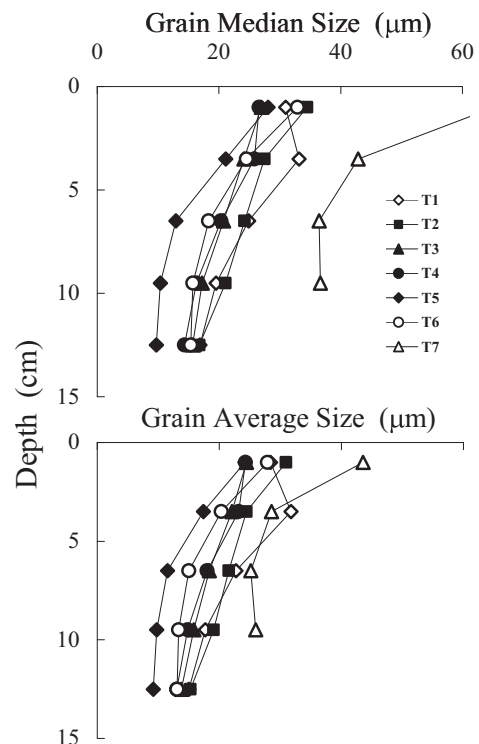 Grain Median Size (μm)
0 20 40 60
0
5
10
15
T1
T2
T3
T4
T5
T6
T7
Depth (cm)
Grain Average Size (μm)
0
5
10
15